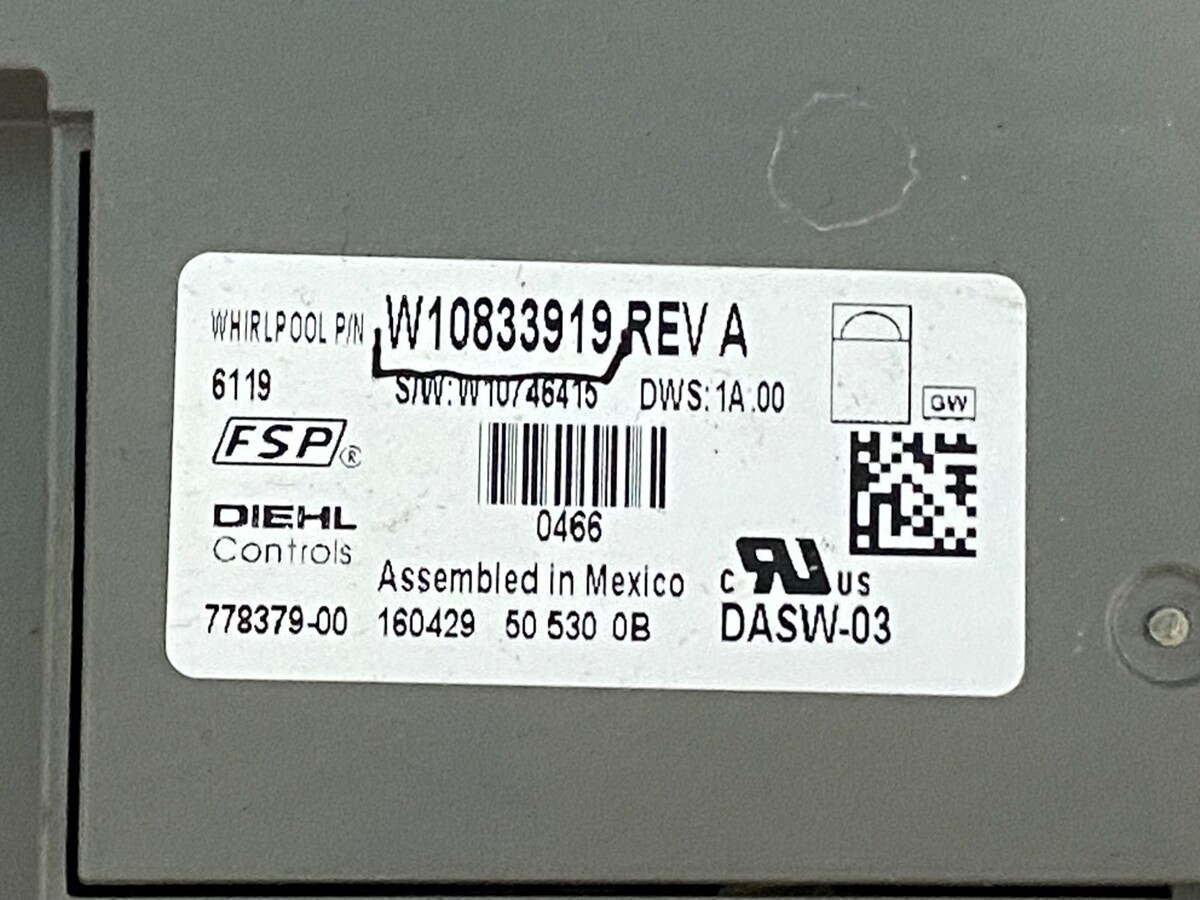 WHIRLPOOL P/N W10833919 REV A
6119 S/W: W10746415 DWS: 1A.00
GW
FSP®
0466
DIEHL
Controls
Assembled in Mexico
C RU US
778379-00 160429 50 530 0B DASW-03